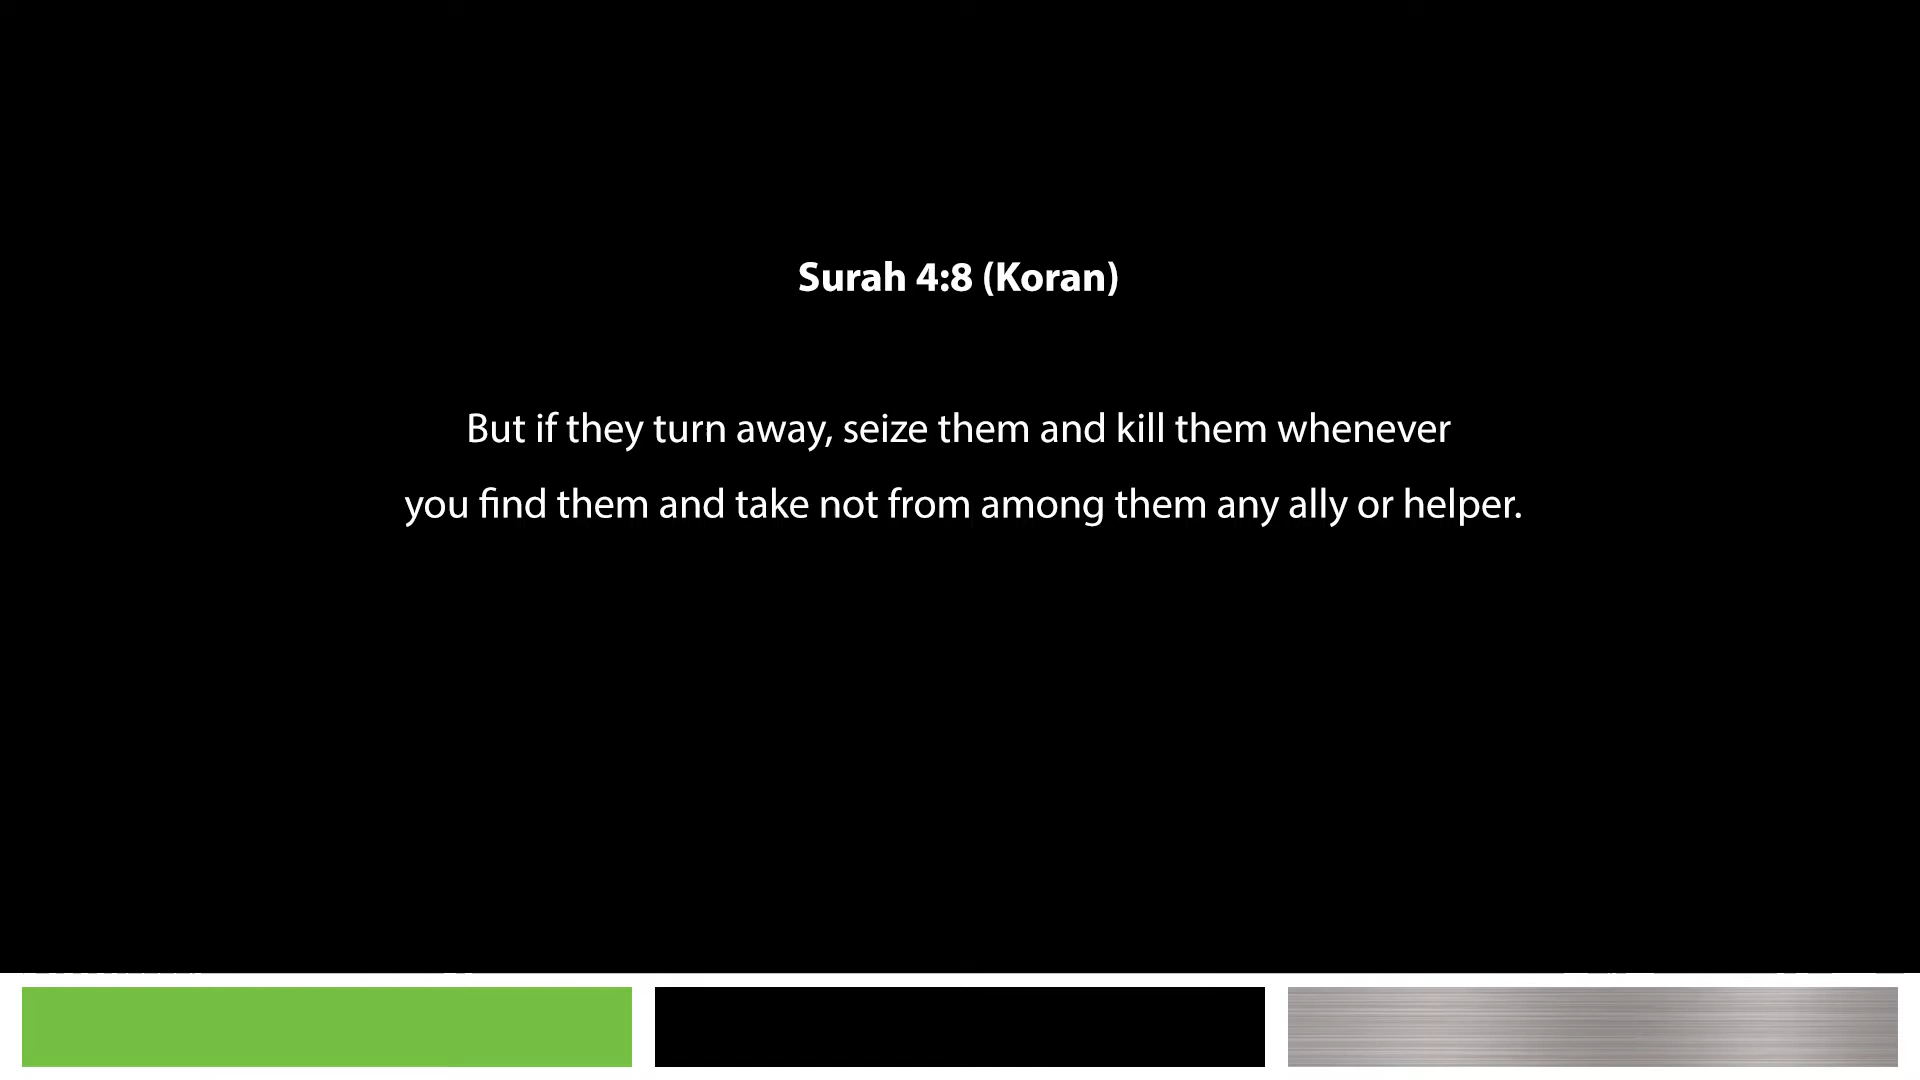 Surah 4:8 (Koran)
But if they turn away, seize them and kill them whenever
you find them and take not from among them any ally or helper.